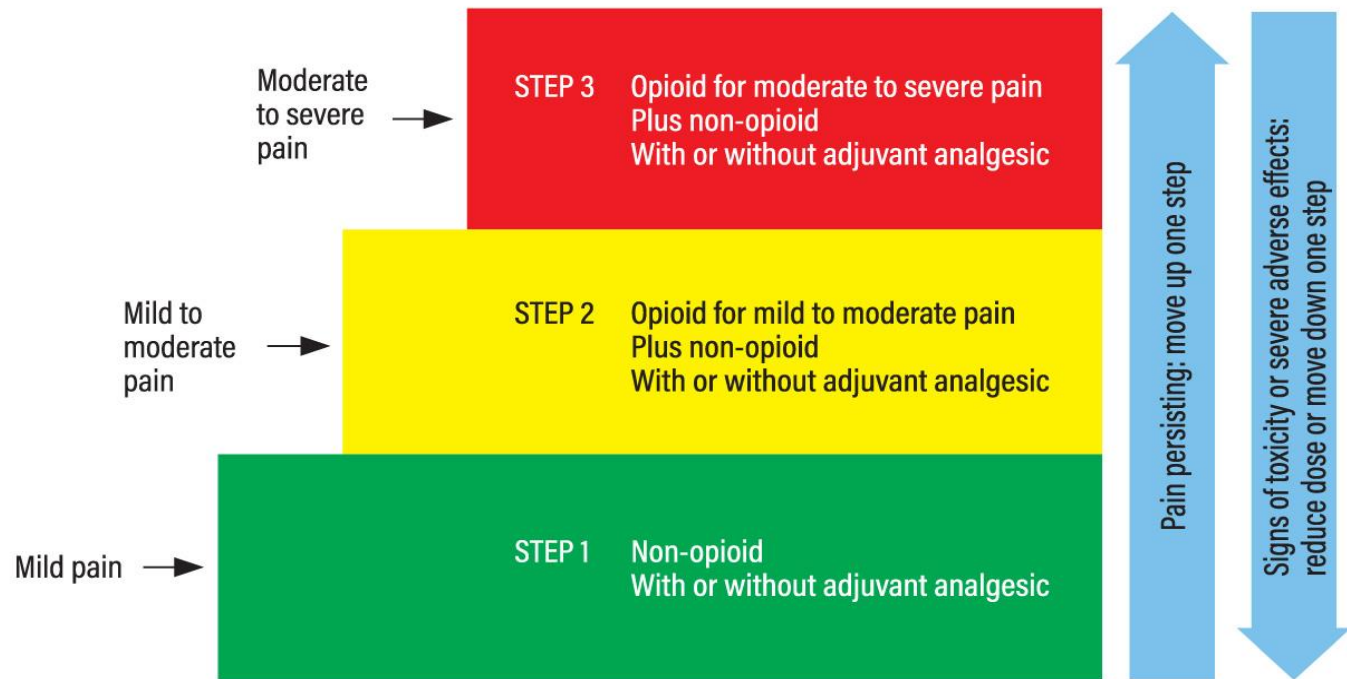 Moderate
to severe
pain
STEP 3 Opioid for moderate to severe pain
Plus non-opioid
With or without adjuvant analgesic
Mild to
moderate
pain
STEP 2 Opioid for mild to moderate pain
Plus non-opioid
With or without adjuvant analgesic
Mild pain
STEP 1 Non-opioid
With or without adjuvant analgesic
Pain persisting: move up one step
Signs of toxicity or severe adverse effects:
reduce dose or move down one step